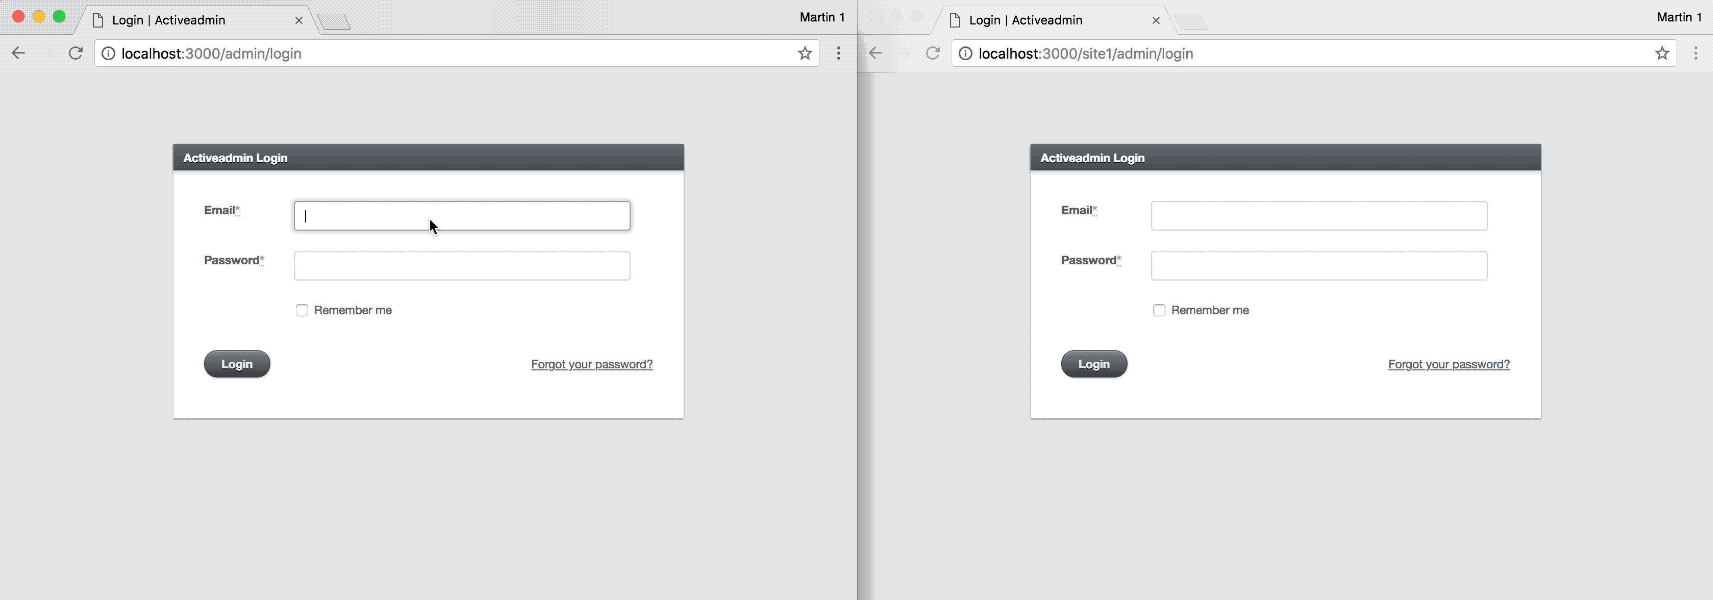 Login | Activeadmin
Martin 1
localhost:3000/admin/login
Activeadmin Login
Email*
Password*
Remember me
Login
Forgot your password?
Login | Activeadmin
Martin 1
localhost:3000/site1/admin/login
Activeadmin Login
Email*
Password*
Remember me
Login
Forgot your password?